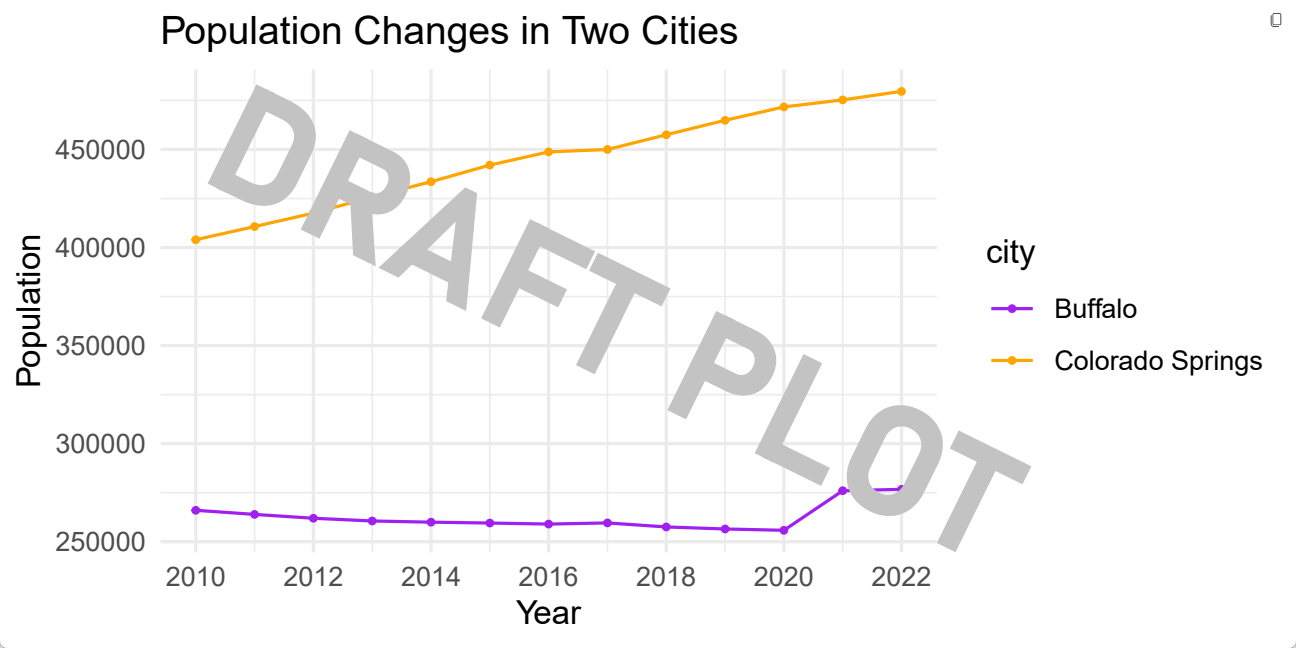 Population Changes in Two Cities
450000
400000
350000
300000
250000
Population
2010 2012 2014 2016 2018 2020 2022
Year
city
Buffalo
Colorado Springs
DRAFT PLOT